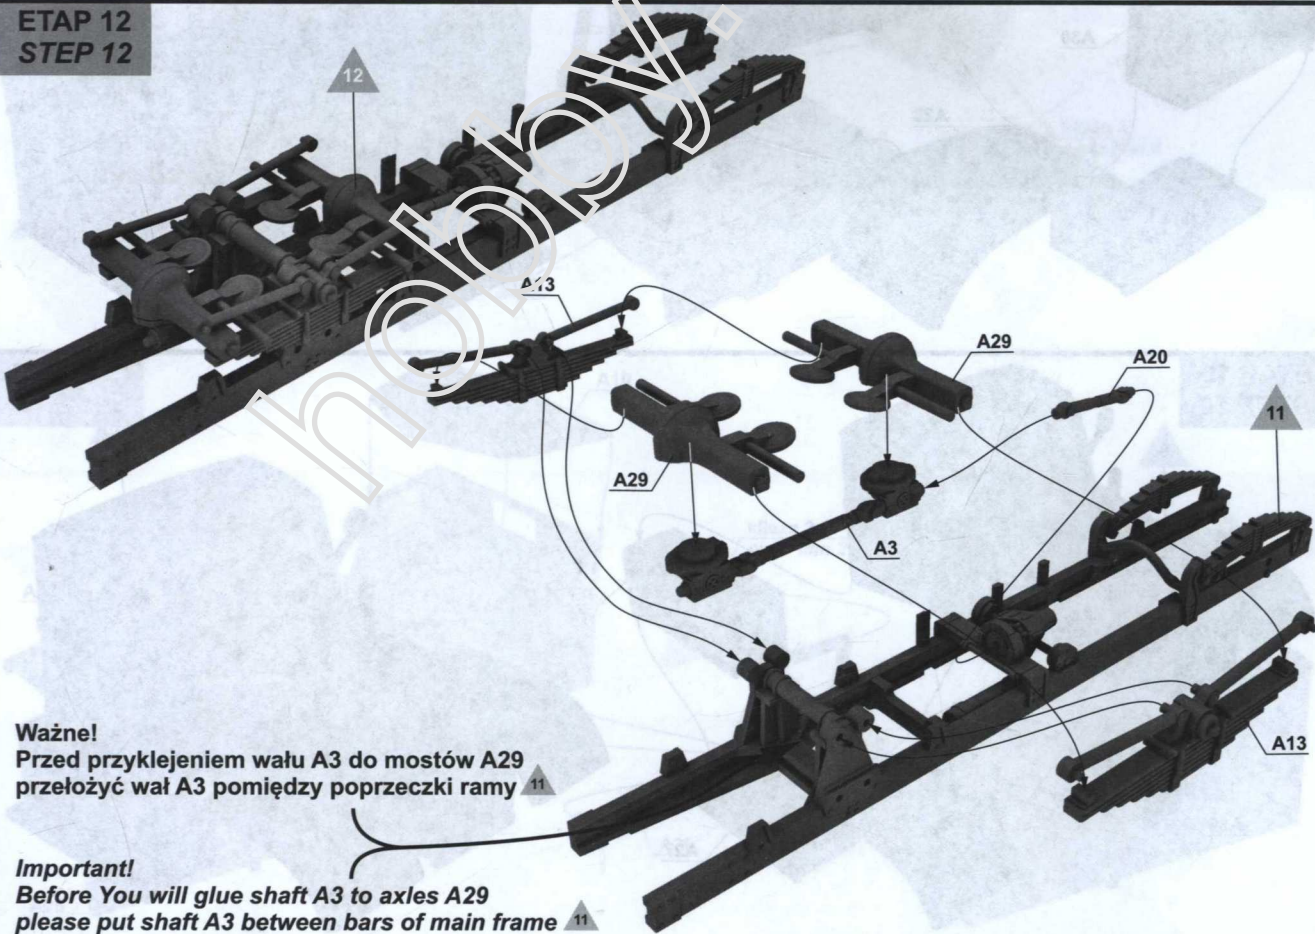 ETAP 12
STEP 12
12
A13
A29
A20
11
A29
A3
A13
Ważne!
Przed przyklejeniem wału A3 do mostów A29
przełożyć wał A3 pomiędzy poprzeczki ramy 11
Important!
Before You will glue shaft A3 to axles A29
please put shaft A3 between bars of main frame 11
hobby.